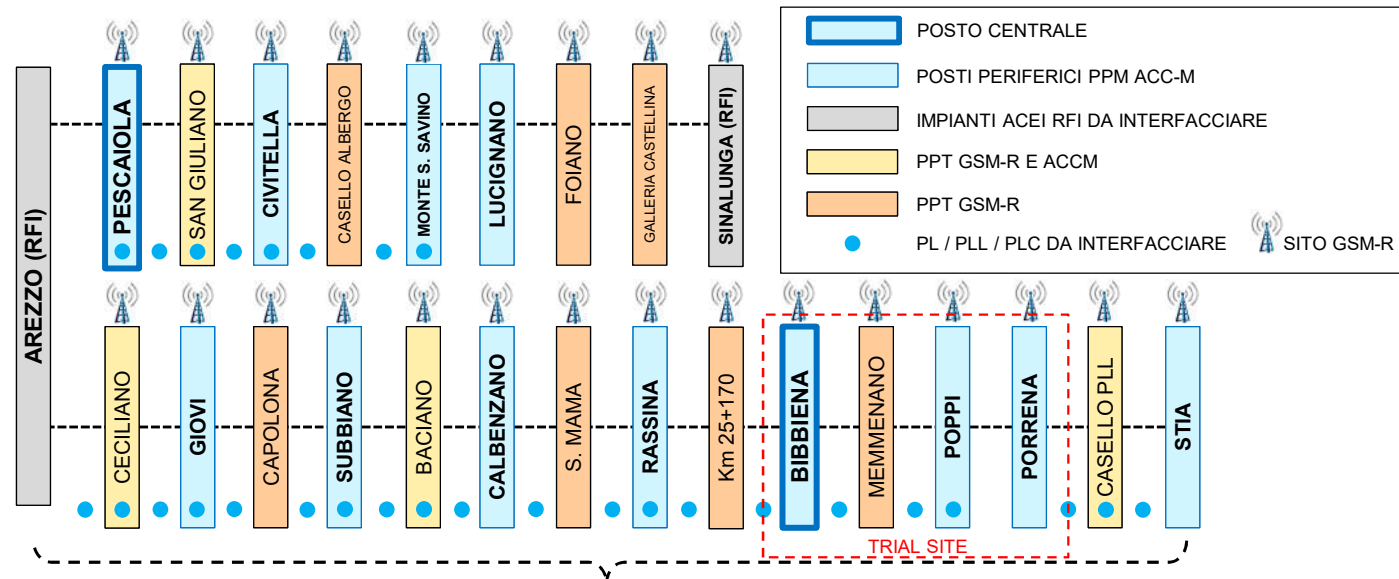 POSTO CENTRALE
POSTI PERIFERICI PPM ACC-M
IMPIANTI ACEI RFI DA INTERFACCIARE
PPT GSM-R E ACCM
PPT GSM-R
PL / PLL / PLC DA INTERFACCIARE
SITO GSM-R
AREZZO (RFI)
PESCAIOLA
SAN GIULIANO
CIVITELLA
CASELLO ALBERGO
MONTE S. SAVINO
LUCIGNANO
FOIANO
GALLERIA CASTELLINA
SINALUNGA (RFI)
CECILIANO
GIOVI
CAPOLONA
SUBBIANO
BACIANO
CALBENZANO
S. MAMA
RASSINA
Km 25+170
BIBBIENA
MEMMENANO
POPPI
PORRENA
CASELLO PLL
STIA
TRIAL SITE